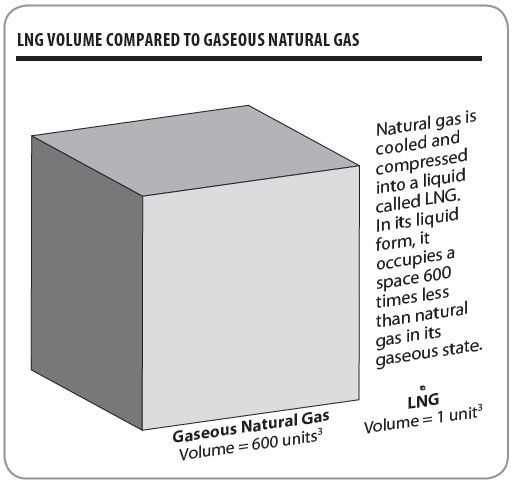 LNG VOLUME COMPARED TO GASEOUS NATURAL GAS
Natural gas is
cooled and
compressed
into a liquid
called LNG.
In its liquid
form, it
occupies a
space 600
times less
than natural
gas in its
gaseous state.
Gaseous Natural Gas
Volume = 600 units³
LNG
Volume = 1 unit³